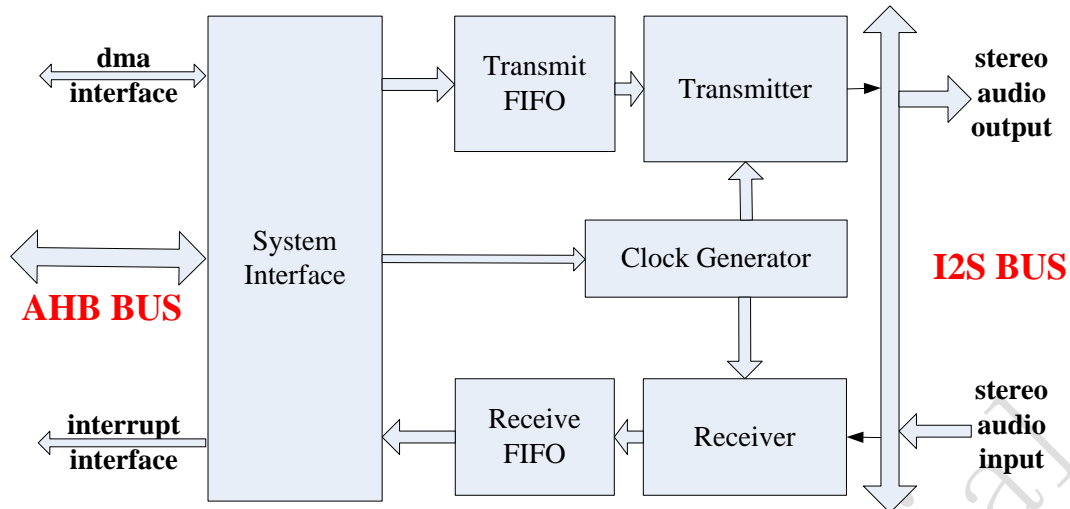 dma
interface
AHB BUS
interrupt
interface
System
Interface
Transmit
FIFO
Transmitter
Clock Generator
Receive
FIFO
Receiver
stereo
audio
output
I2S BUS
stereo
audio
input